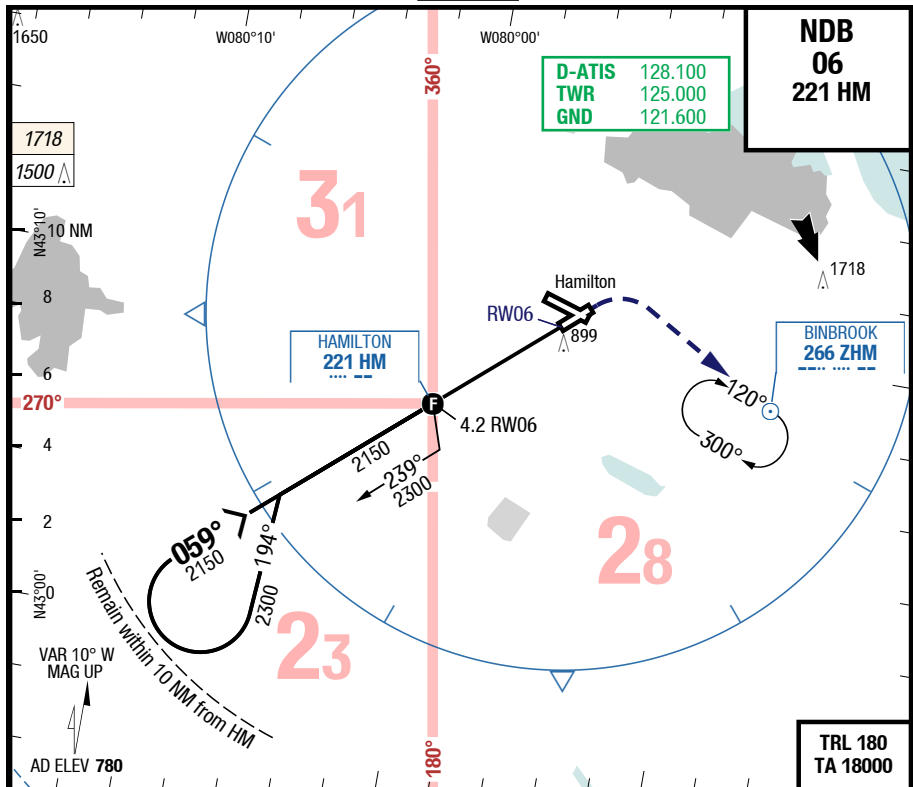 1650
W080°10'
W080°00'
NDB
06
221 HM
360°
D-ATIS 128.100
TWR 125.000
GND 121.600
1718
1500
31
N43°10'
10 NM
1718
Hamilton
8
RW06
899
HAMILTON
221 HM
BINBROOK
266 ZHM
6
270°
F
120°
4.2 RW06
4
2150
239°
2300
300°
2
059°
2150
194°
28
N43°00'
0
2300
23
Remain within 10 NM from HM
VAR 10° W
MAG UP
180°
AD ELEV 780
TRL 180
TA 18000